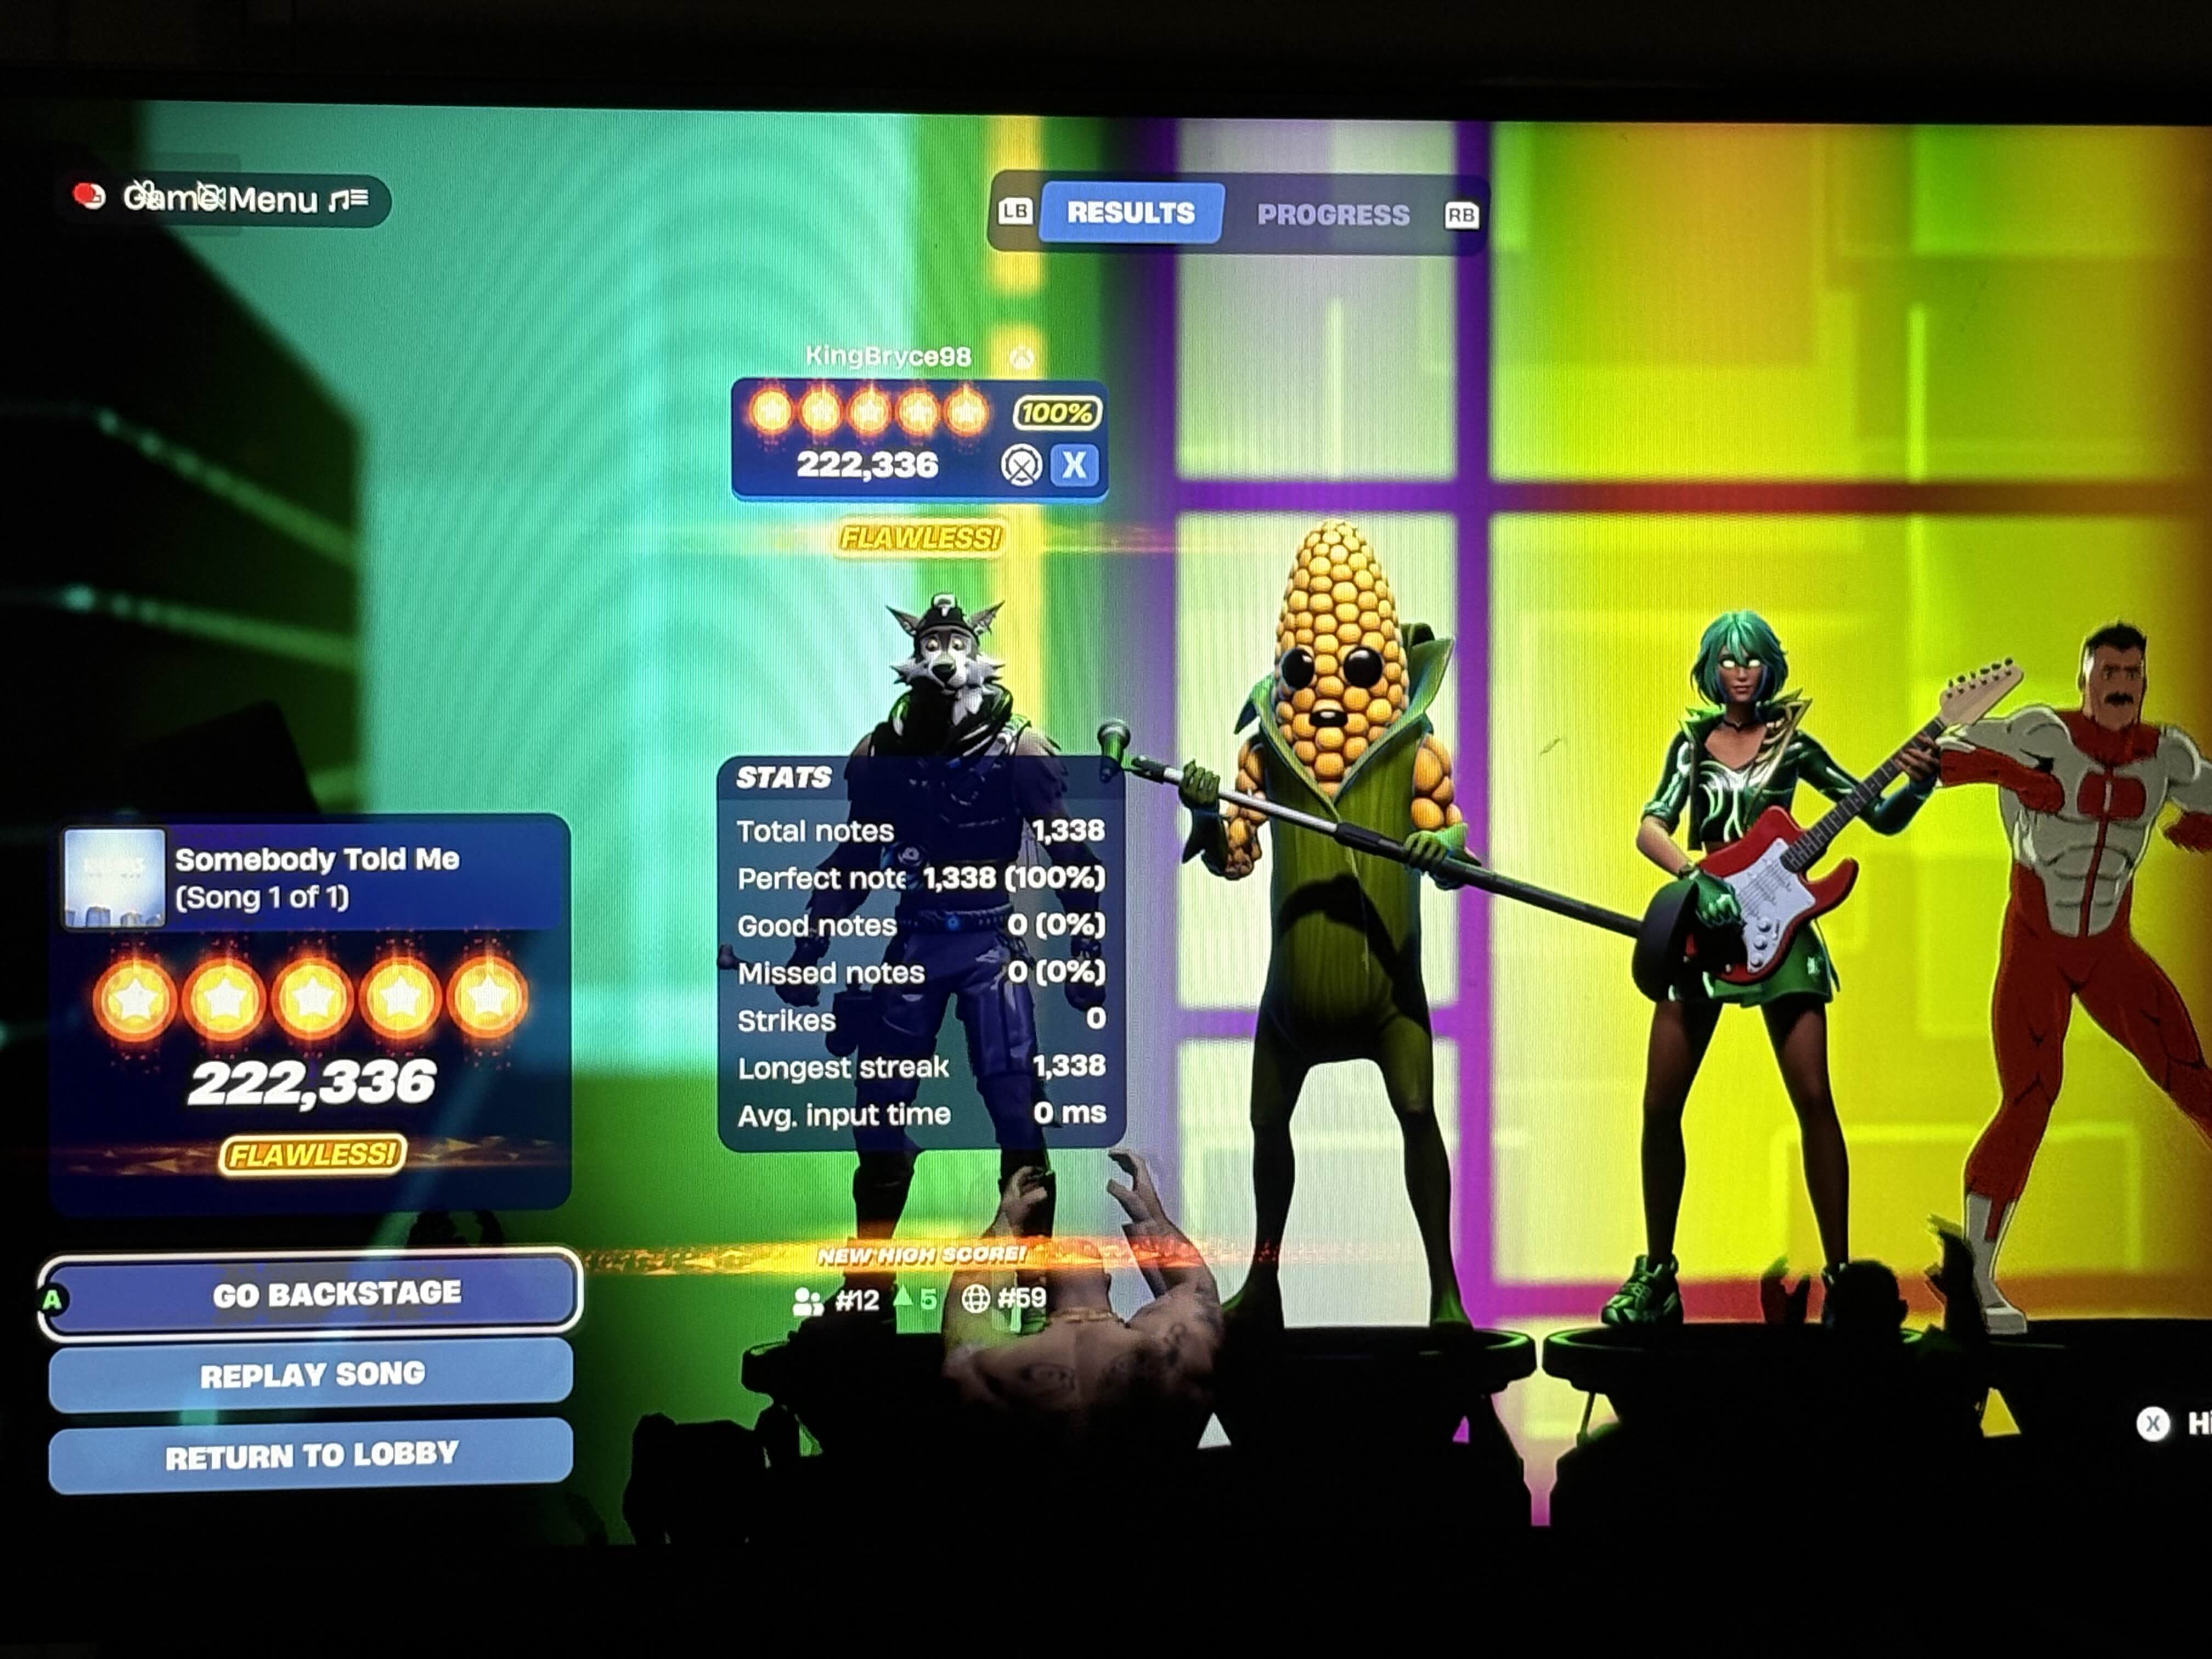 Game Menu
LB RESULTS PROGRESS RB
KingBryce98
100%
222,336 X
FLAWLESS!
STATS
Total notes 1,338
Perfect note 1,338 (100%)
Good notes 0 (0%)
Missed notes 0 (0%)
Strikes 0
Longest streak 1,338
Avg. input time 0 ms
Somebody Told Me
(Song 1 of 1)
222,336
FLAWLESS!
NEW HIGH SCORE!
#12 5 #59
A GO BACKSTAGE
REPLAY SONG
RETURN TO LOBBY
X